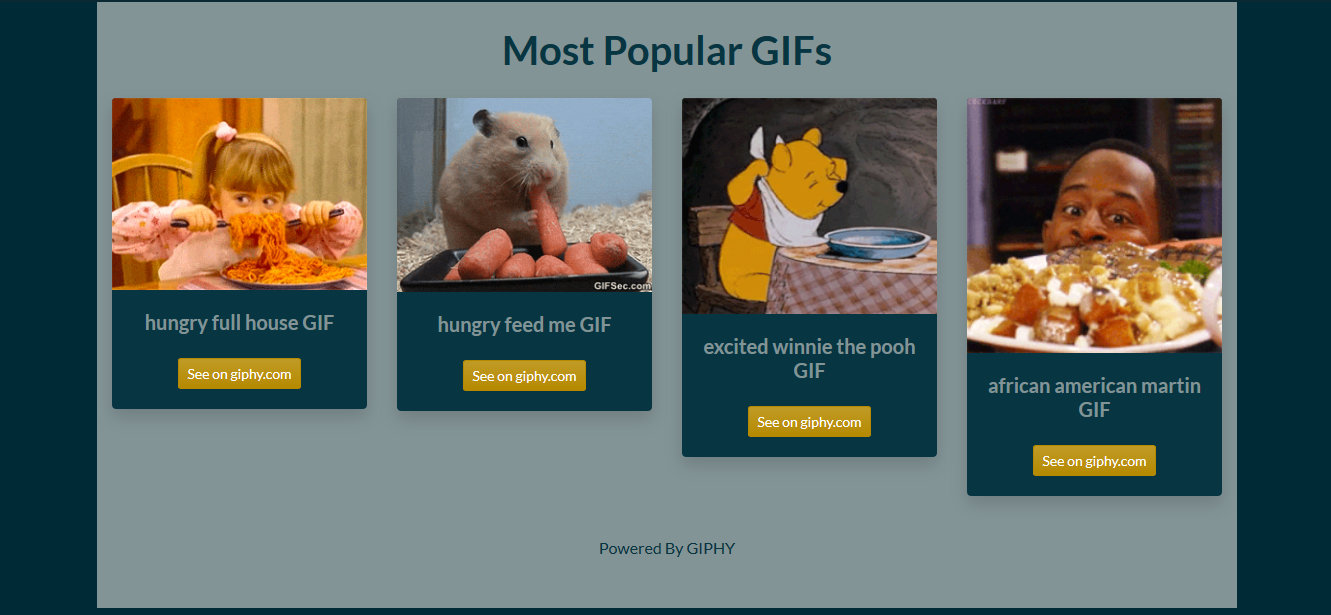 Most Popular GIFs
GIFSec.com
hungry full house GIF
See on giphy.com
hungry feed me GIF
See on giphy.com
excited winnie the pooh
GIF
See on giphy.com
african american martin
GIF
See on giphy.com
Powered By GIPHY